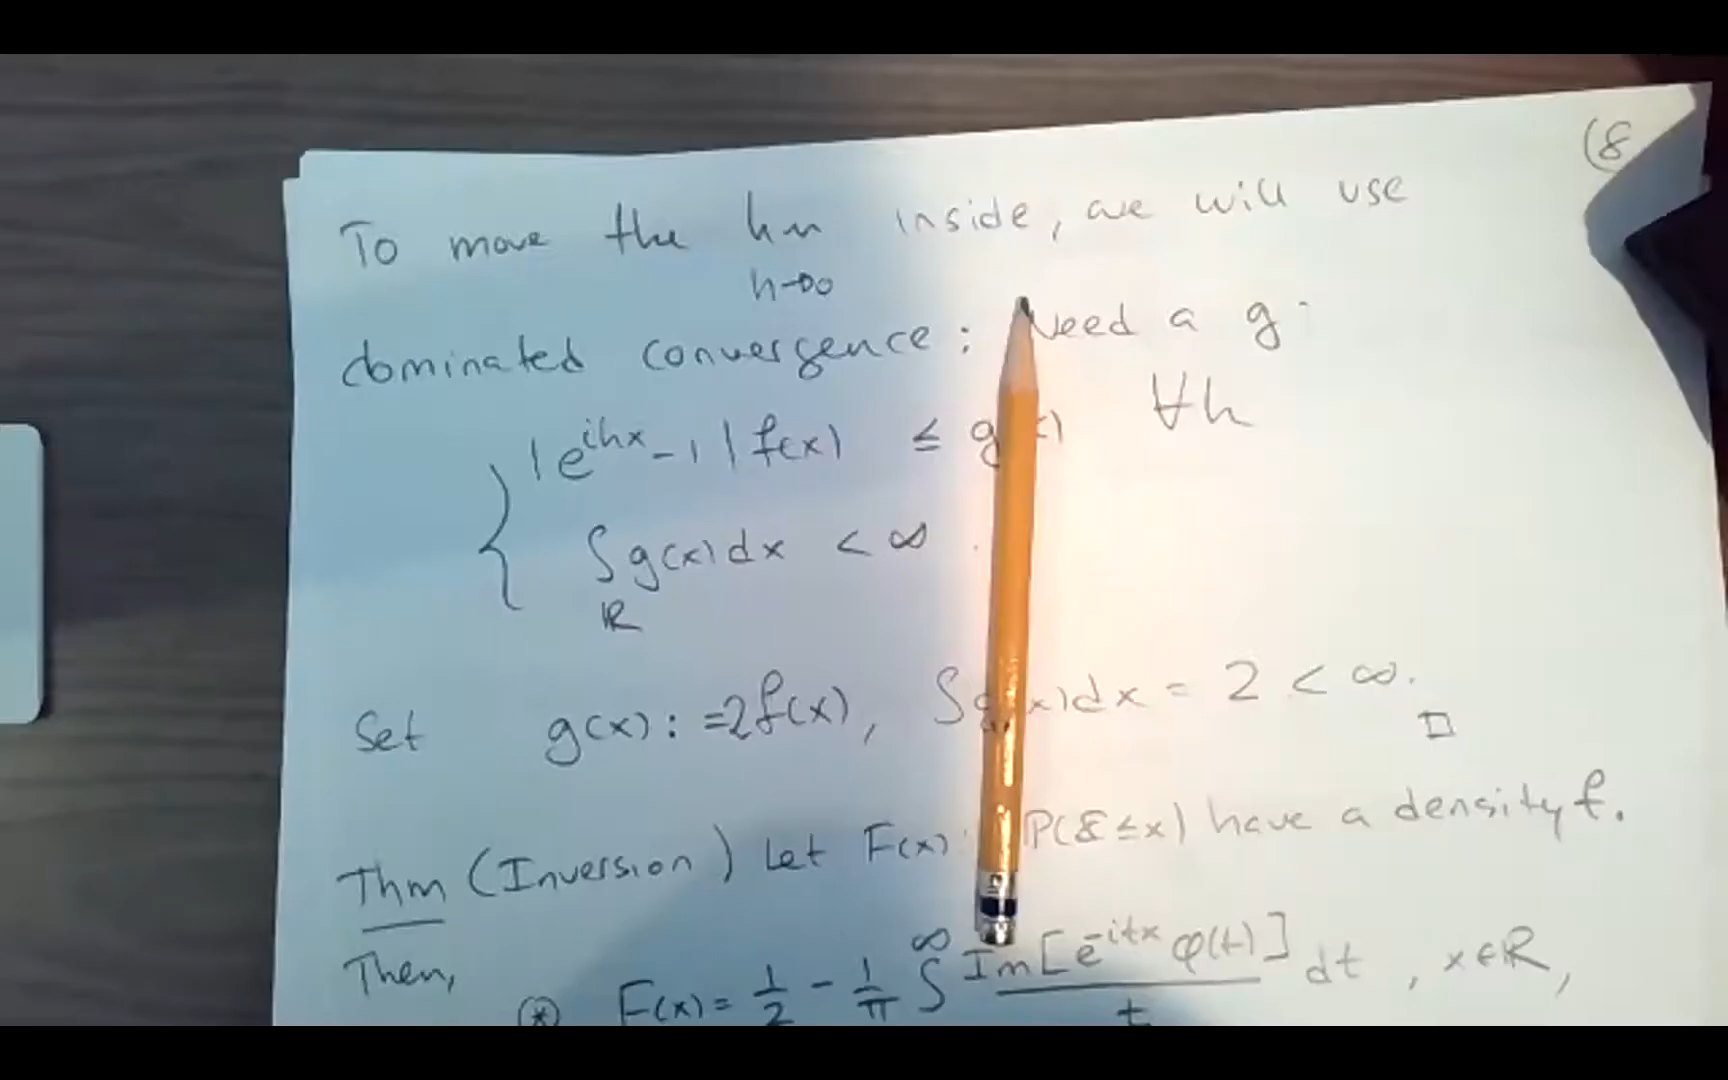 (8
To move the lim inside, we will use
h→∞
dominated convergence: Need a g.
|e^{ihx} - 1| f(x) ≤ g(x) ∀h
∫ g(x) dx < ∞.
ℝ
Set g(x) := 2f(x), ∫ g(x) dx = 2 < ∞.
□
Thm (Inversion) Let F(x) P(ξ ≤ x) have a density f.
Then,
(*) F(x) = 1/2 - 1/π ∫^∞ Im[e^{-itx} φ(t)] / t dt, x ∈ ℝ,